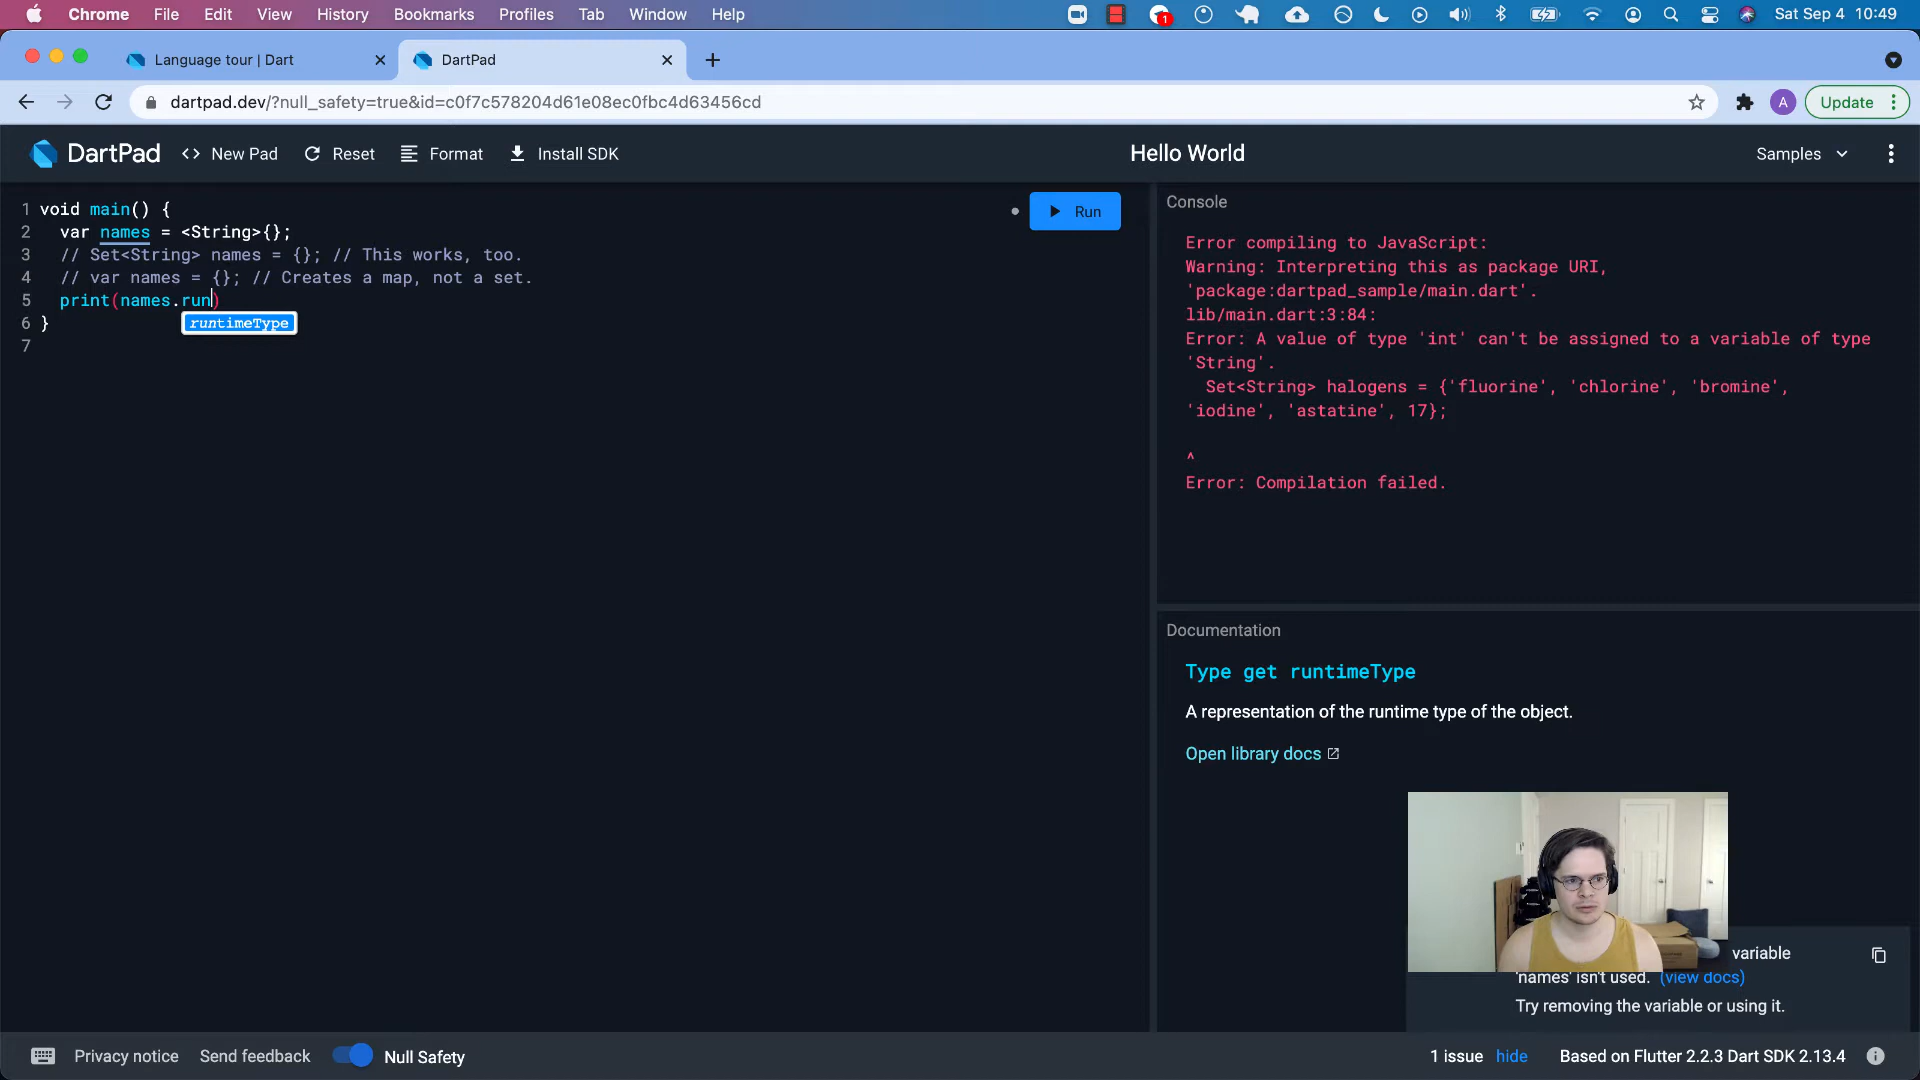 Chrome File Edit View History Bookmarks Profiles Tab Window Help 1 Sat Sep 4 10:49
Language tour | Dart DartPad
dartpad.dev/?null_safety=true&id=c0f7c578204d61e08ec0fbc4d63456cd A Update
DartPad <> New Pad Reset Format Install SDK Hello World Samples
1 void main() {
2 var names = <String>{};
3 // Set<String> names = {}; // This works, too.
4 // var names = {}; // Creates a map, not a set.
5 print(names.run)
runtimeType
6 }
7
Run
Console
Error compiling to JavaScript:
Warning: Interpreting this as package URI,
'package:dartpad_sample/main.dart'.
lib/main.dart:3:84:
Error: A value of type 'int' can't be assigned to a variable of type
'String'.
Set<String> halogens = {'fluorine', 'chlorine', 'bromine',
'iodine', 'astatine', 17};
^
Error: Compilation failed.
Documentation
Type get runtimeType
A representation of the runtime type of the object.
Open library docs
variable
'names' isn't used. (view docs)
Try removing the variable or using it.
Privacy notice Send feedback Null Safety 1 issue hide Based on Flutter 2.2.3 Dart SDK 2.13.4